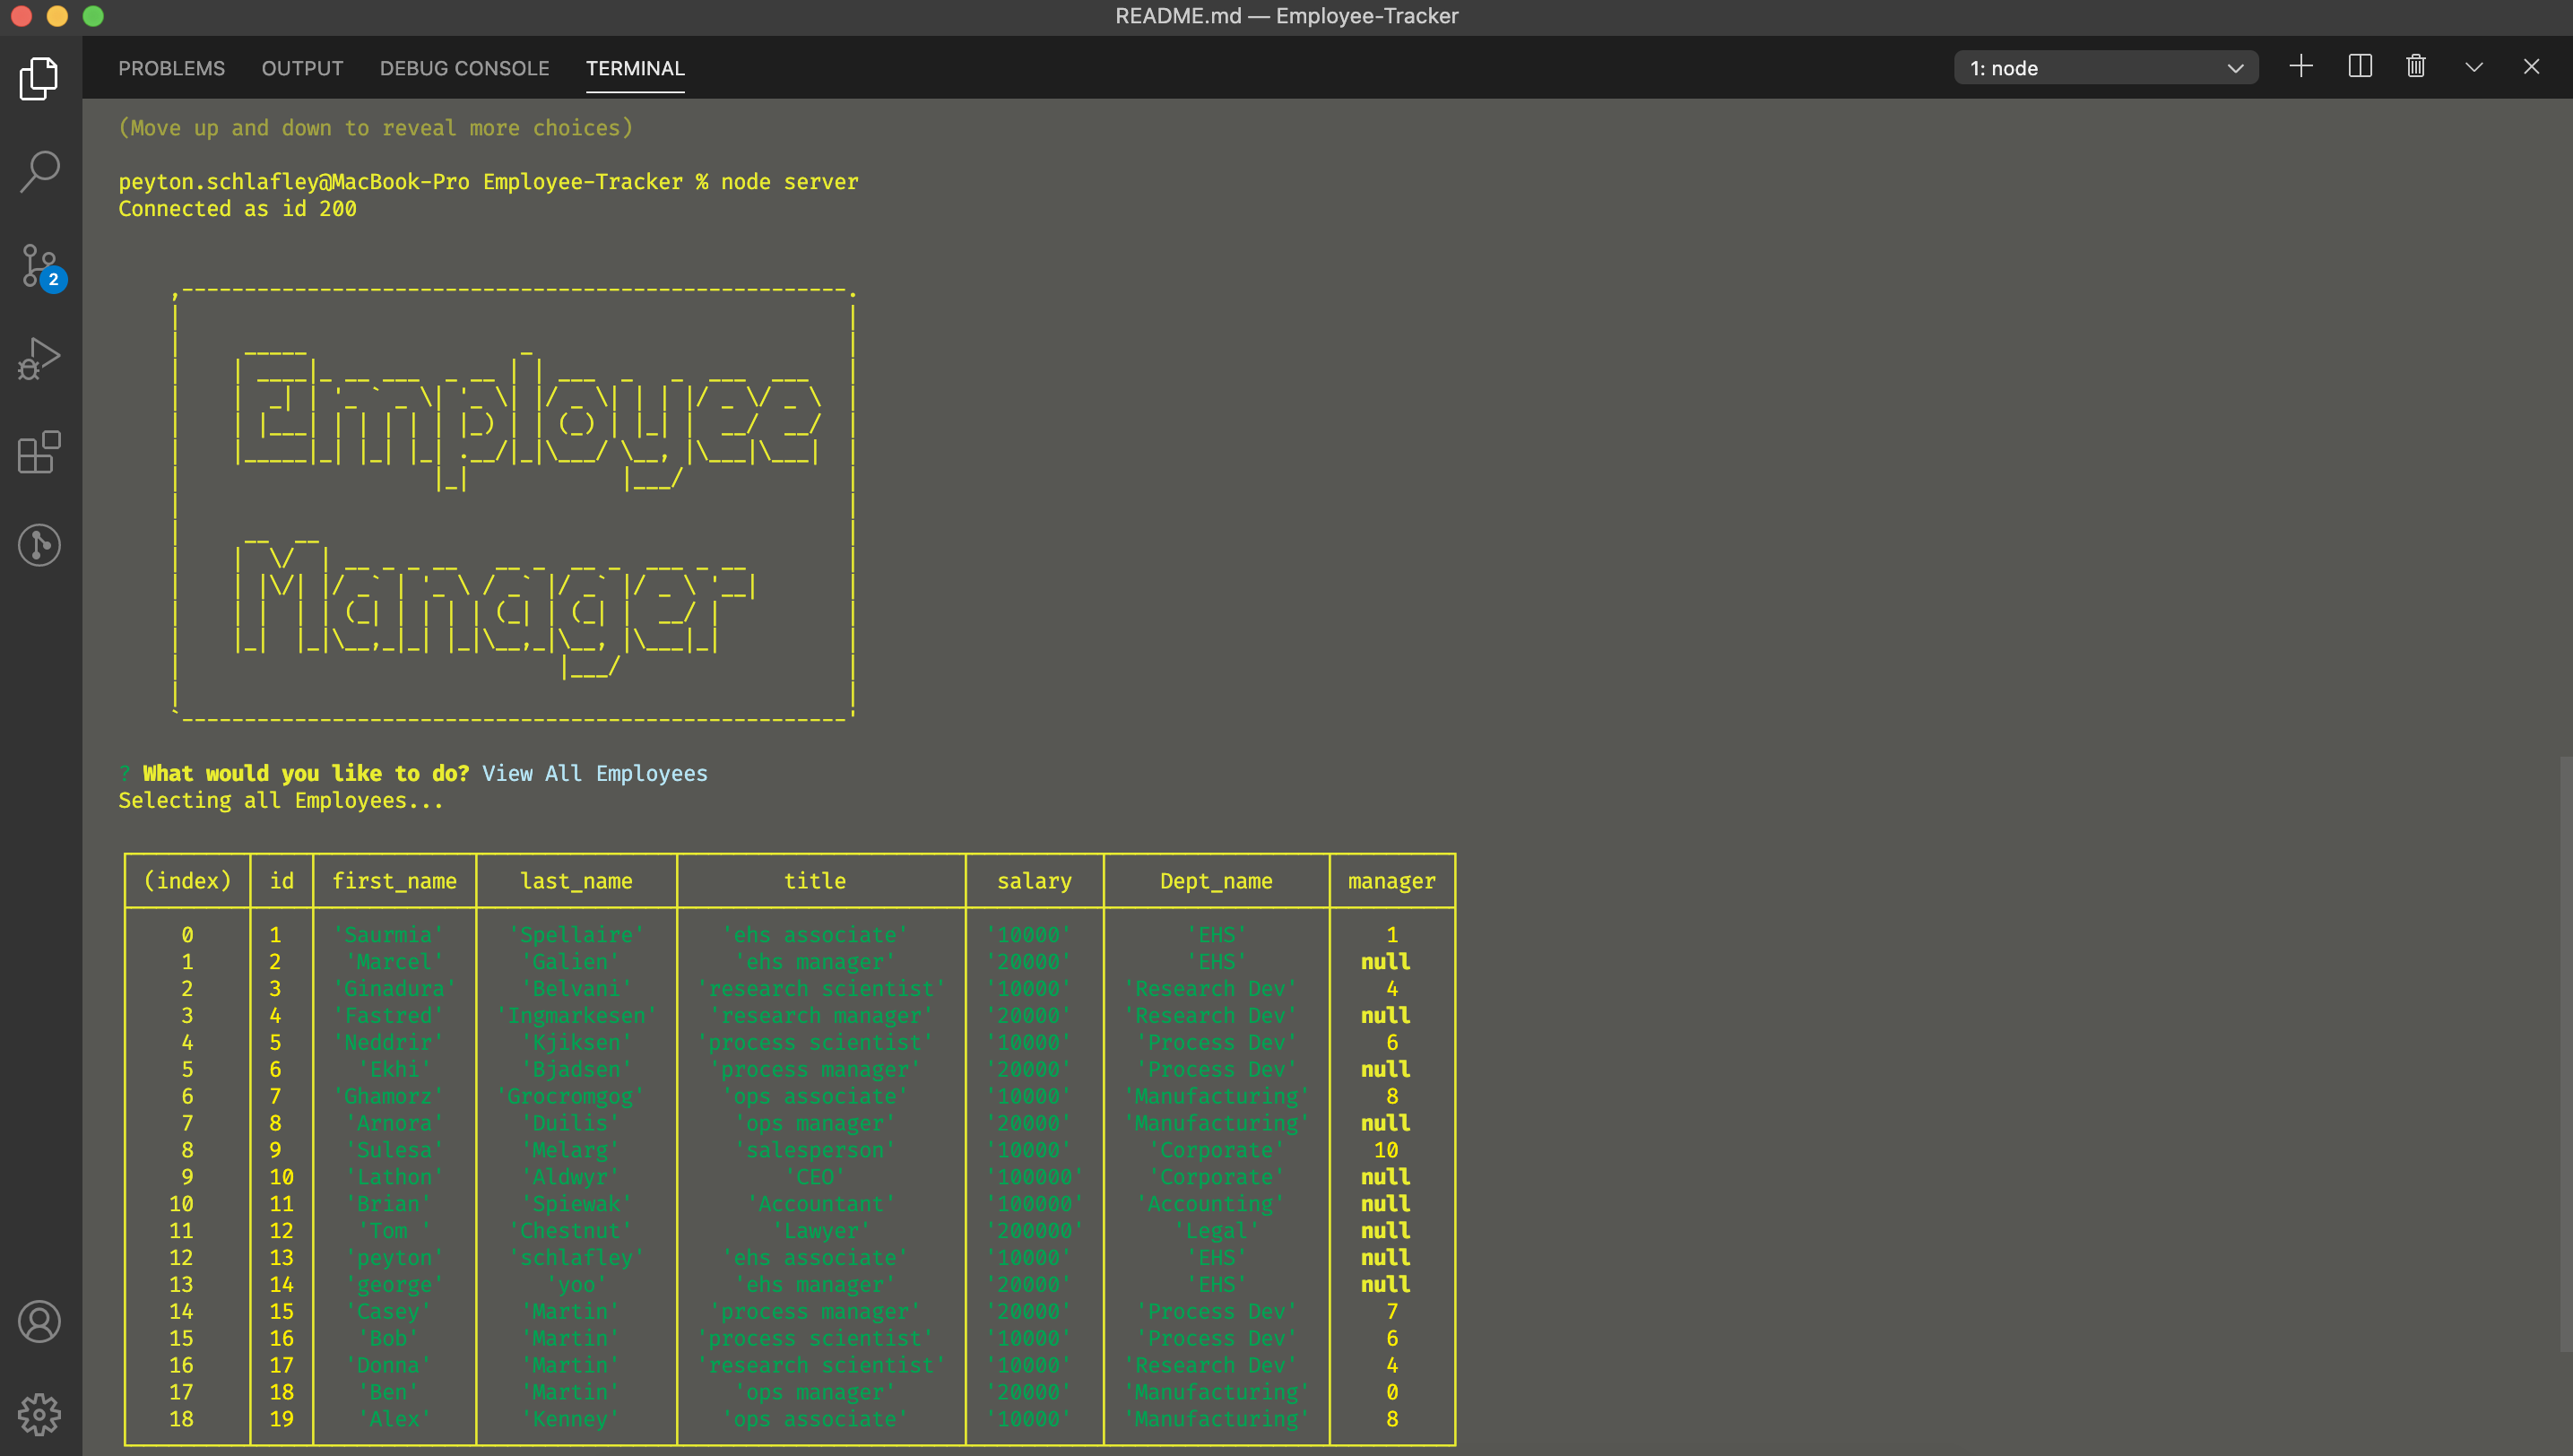 README.md — Employee-Tracker
PROBLEMS OUTPUT DEBUG CONSOLE TERMINAL 1: node
(Move up and down to reveal more choices)
peyton.schlafley@MacBook-Pro Employee-Tracker % node server
Connected as id 200
2
Employee
Manager
? What would you like to do? View All Employees
Selecting all Employees...
(index) id first_name last_name title salary Dept_name manager
0 1 'Saurmia' 'Spellaire' 'ehs associate' '10000' 'EHS' 1
1 2 'Marcel' 'Galien' 'ehs manager' '20000' 'EHS' null
2 3 'Ginadura' 'Belvani' 'research scientist' '10000' 'Research Dev' 4
3 4 'Fastred' 'Ingmarkesen' 'research manager' '20000' 'Research Dev' null
4 5 'Neddrir' 'Kjiksen' 'process scientist' '10000' 'Process Dev' 6
5 6 'Ekhi' 'Bjadsen' 'process manager' '20000' 'Process Dev' null
6 7 'Ghamorz' 'Grocromgog' 'ops associate' '10000' 'Manufacturing' 8
7 8 'Arnora' 'Duilis' 'ops manager' '20000' 'Manufacturing' null
8 9 'Sulesa' 'Melarg' 'salesperson' '10000' 'Corporate' 10
9 10 'Lathon' 'Aldwyr' 'CEO' '100000' 'Corporate' null
10 11 'Brian' 'Spiewak' 'Accountant' '100000' 'Accounting' null
11 12 'Tom ' 'Chestnut' 'Lawyer' '200000' 'Legal' null
12 13 'peyton' 'schlafley' 'ehs associate' '10000' 'EHS' null
13 14 'george' 'yoo' 'ehs manager' '20000' 'EHS' null
14 15 'Casey' 'Martin' 'process manager' '20000' 'Process Dev' 7
15 16 'Bob' 'Martin' 'process scientist' '10000' 'Process Dev' 6
16 17 'Donna' 'Martin' 'research scientist' '10000' 'Research Dev' 4
17 18 'Ben' 'Martin' 'ops manager' '20000' 'Manufacturing' 0
18 19 'Alex' 'Kenney' 'ops associate' '10000' 'Manufacturing' 8